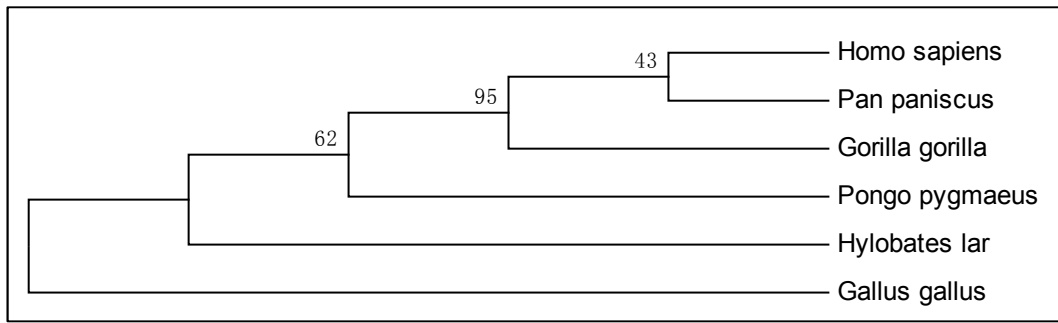 Homo sapiens
43
Pan paniscus
95
Gorilla gorilla
62
Pongo pygmaeus
Hylobates lar
Gallus gallus